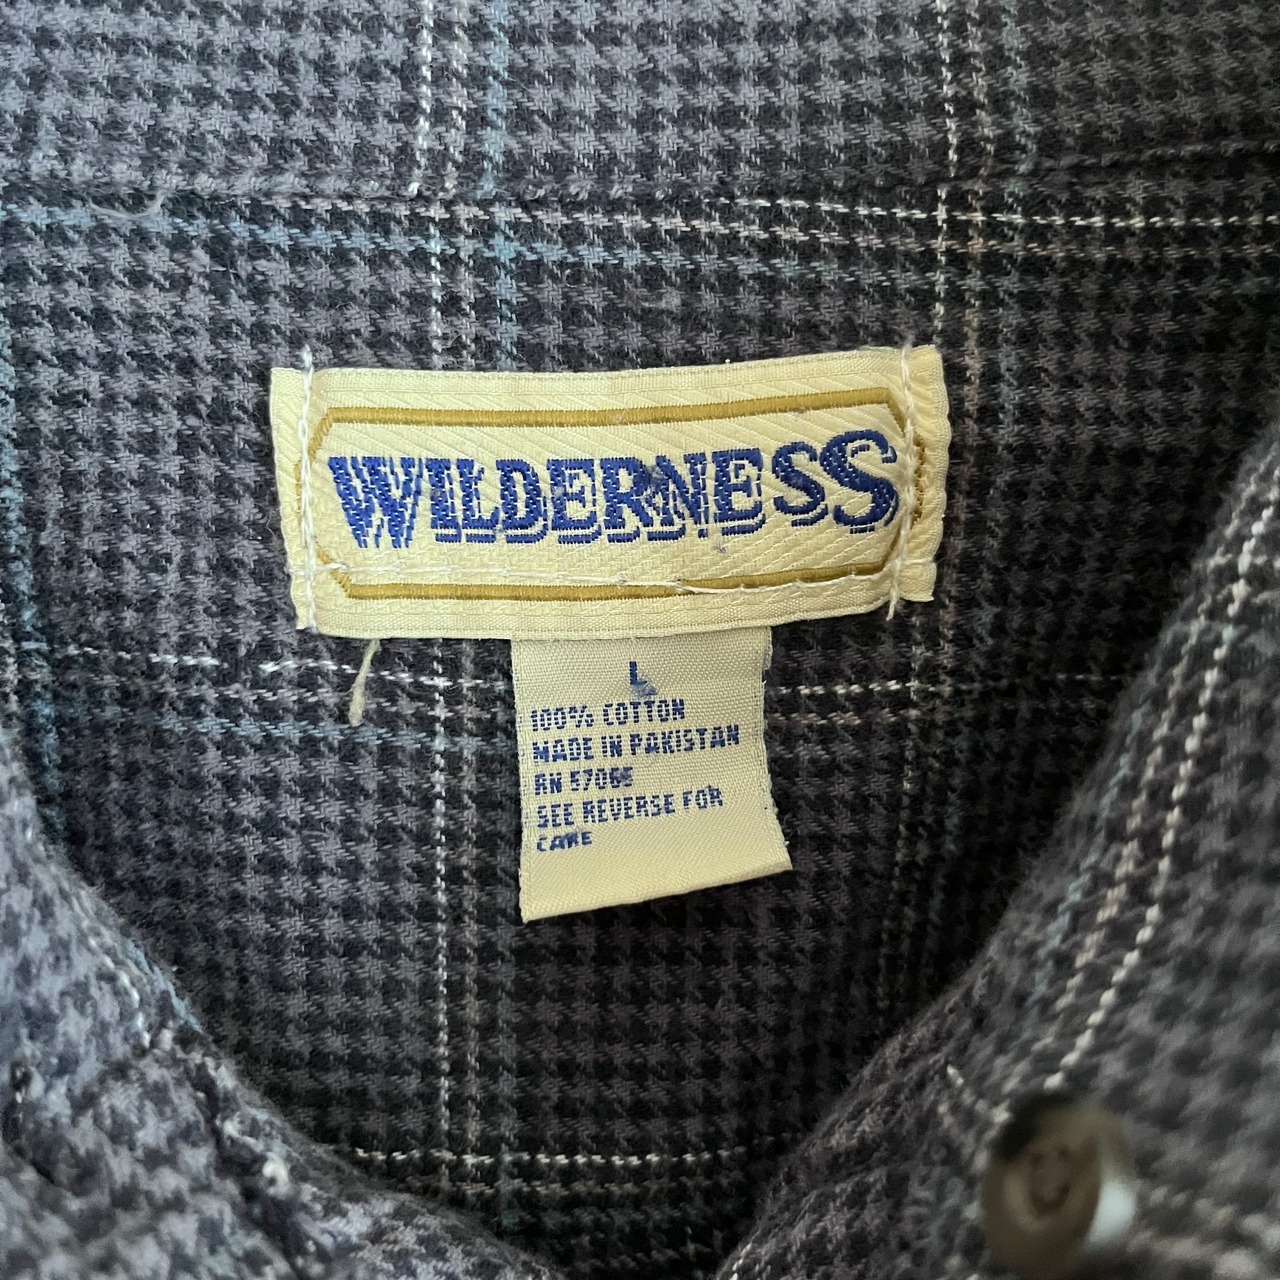 WILDERNESS
L
100% COTTON
MADE IN PAKISTAN
RN 57065
SEE REVERSE FOR
CARE